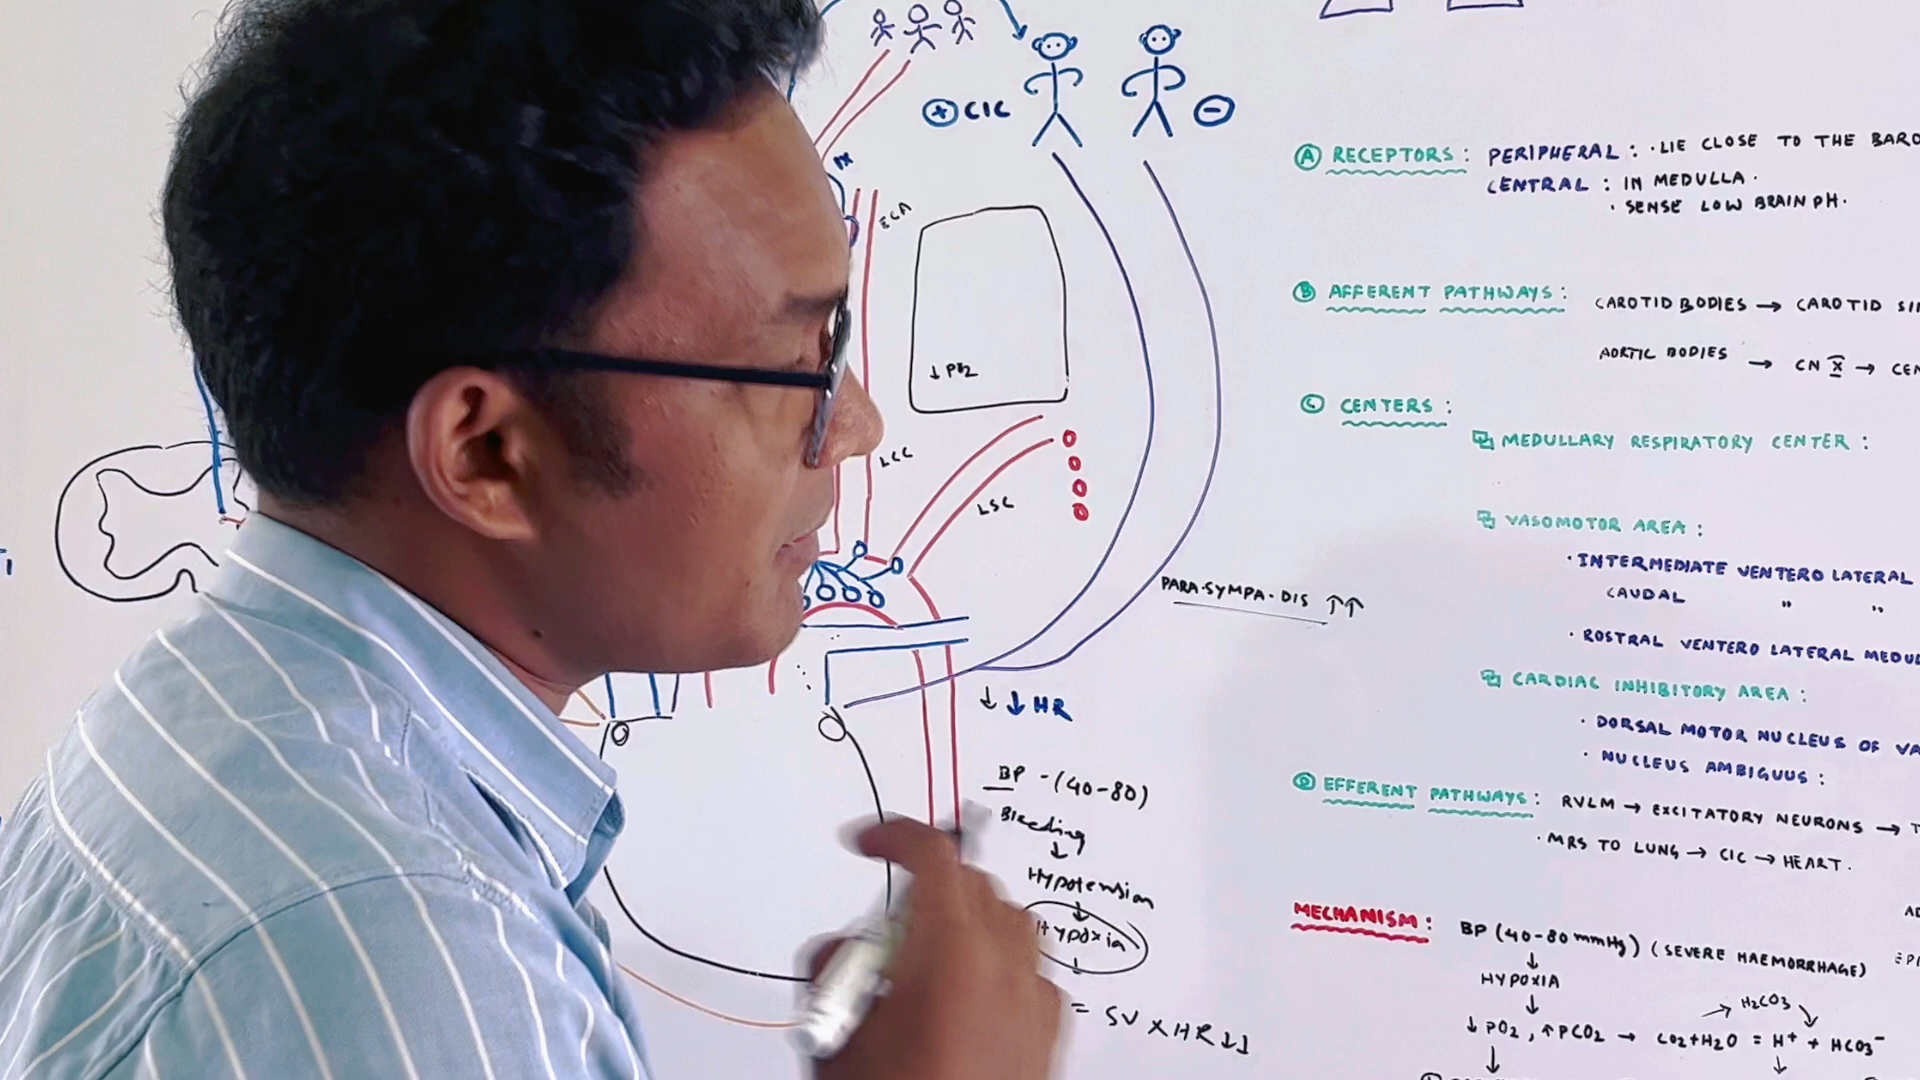 + CIC
-
ECA
↓ PO2
LCC
LSC
PARA.SYMPA.DIS ↑↑
↓ ↓ HR
BP - (40-80)
Bleeding
↓
Hypotension
↓
Hypoxia
↓
= SV X HR ↓↓
A RECEPTORS : PERIPHERAL : · LIE CLOSE TO THE BARO
CENTRAL : IN MEDULLA ·
· SENSE LOW BRAIN PH ·
B AFFERENT PATHWAYS : CAROTID BODIES → CAROTID SI
AORTIC BODIES → CN X → CEN
C CENTERS :
MEDULLARY RESPIRATORY CENTER :
VASOMOTOR AREA :
· INTERMEDIATE VENTERO LATERAL
CAUDAL " "
· ROSTRAL VENTERO LATERAL MEDU
CARDIAC INHIBITORY AREA :
· DORSAL MOTOR NUCLEUS OF VA
· NUCLEUS AMBIGUUS :
D EFFERENT PATHWAYS : RVLM → EXCITATORY NEURONS → T
· MRS TO LUNG → CIC → HEART.
MECHANISM : BP (40-80 mmHg) (SEVERE HAEMORRHAGE)
↓
HYPOXIA
↓
→ H2CO3
↓ PO2, ↑ PCO2 → CO2+H2O = H+ + HCO3-
↓ ↓